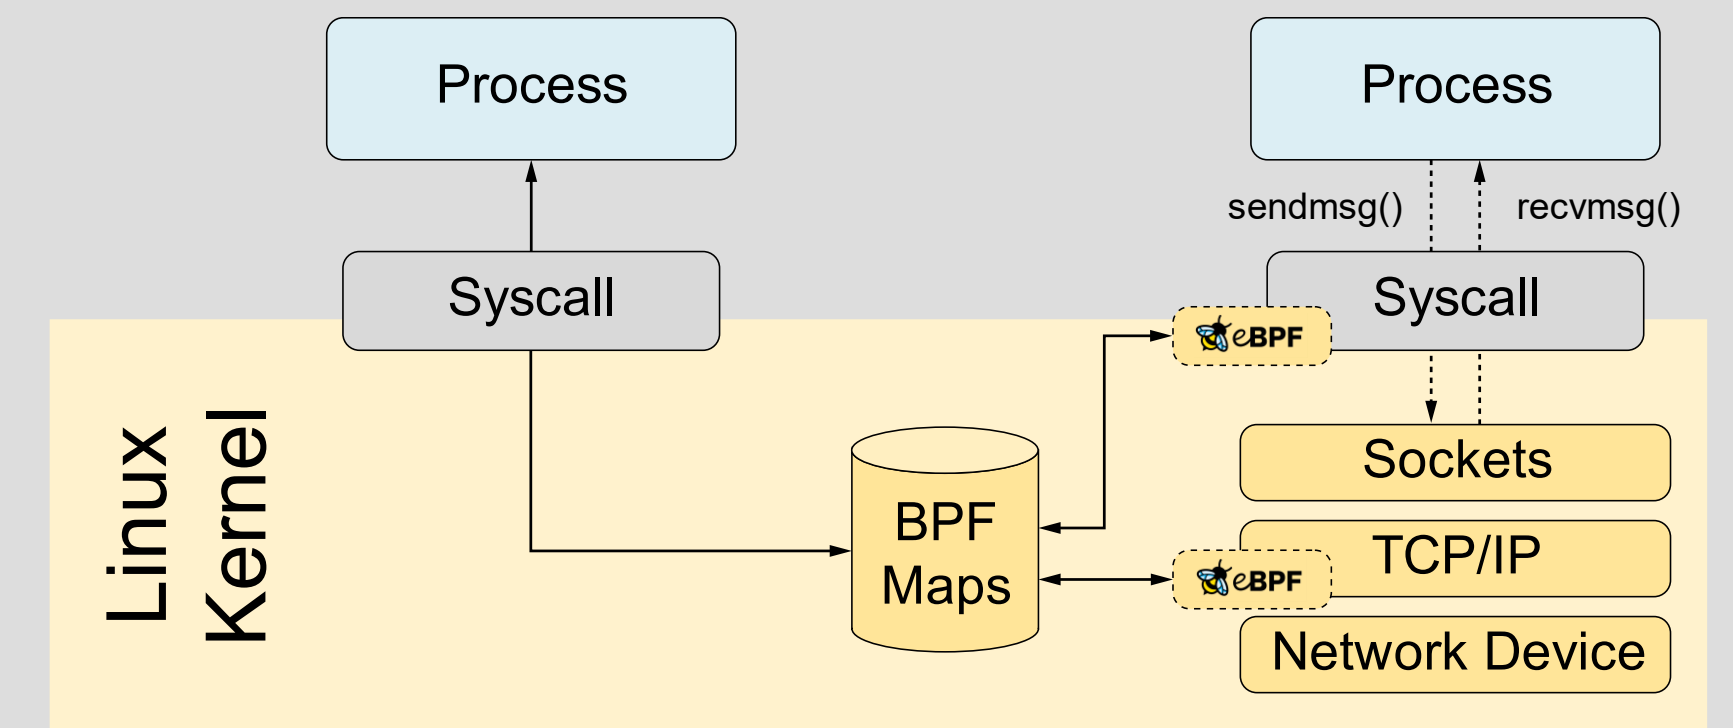 Process
Process
sendmsg()
recvmsg()
Syscall
Syscall
eBPF
Linux
Kernel
Sockets
BPF
Maps
TCP/IP
eBPF
Network Device